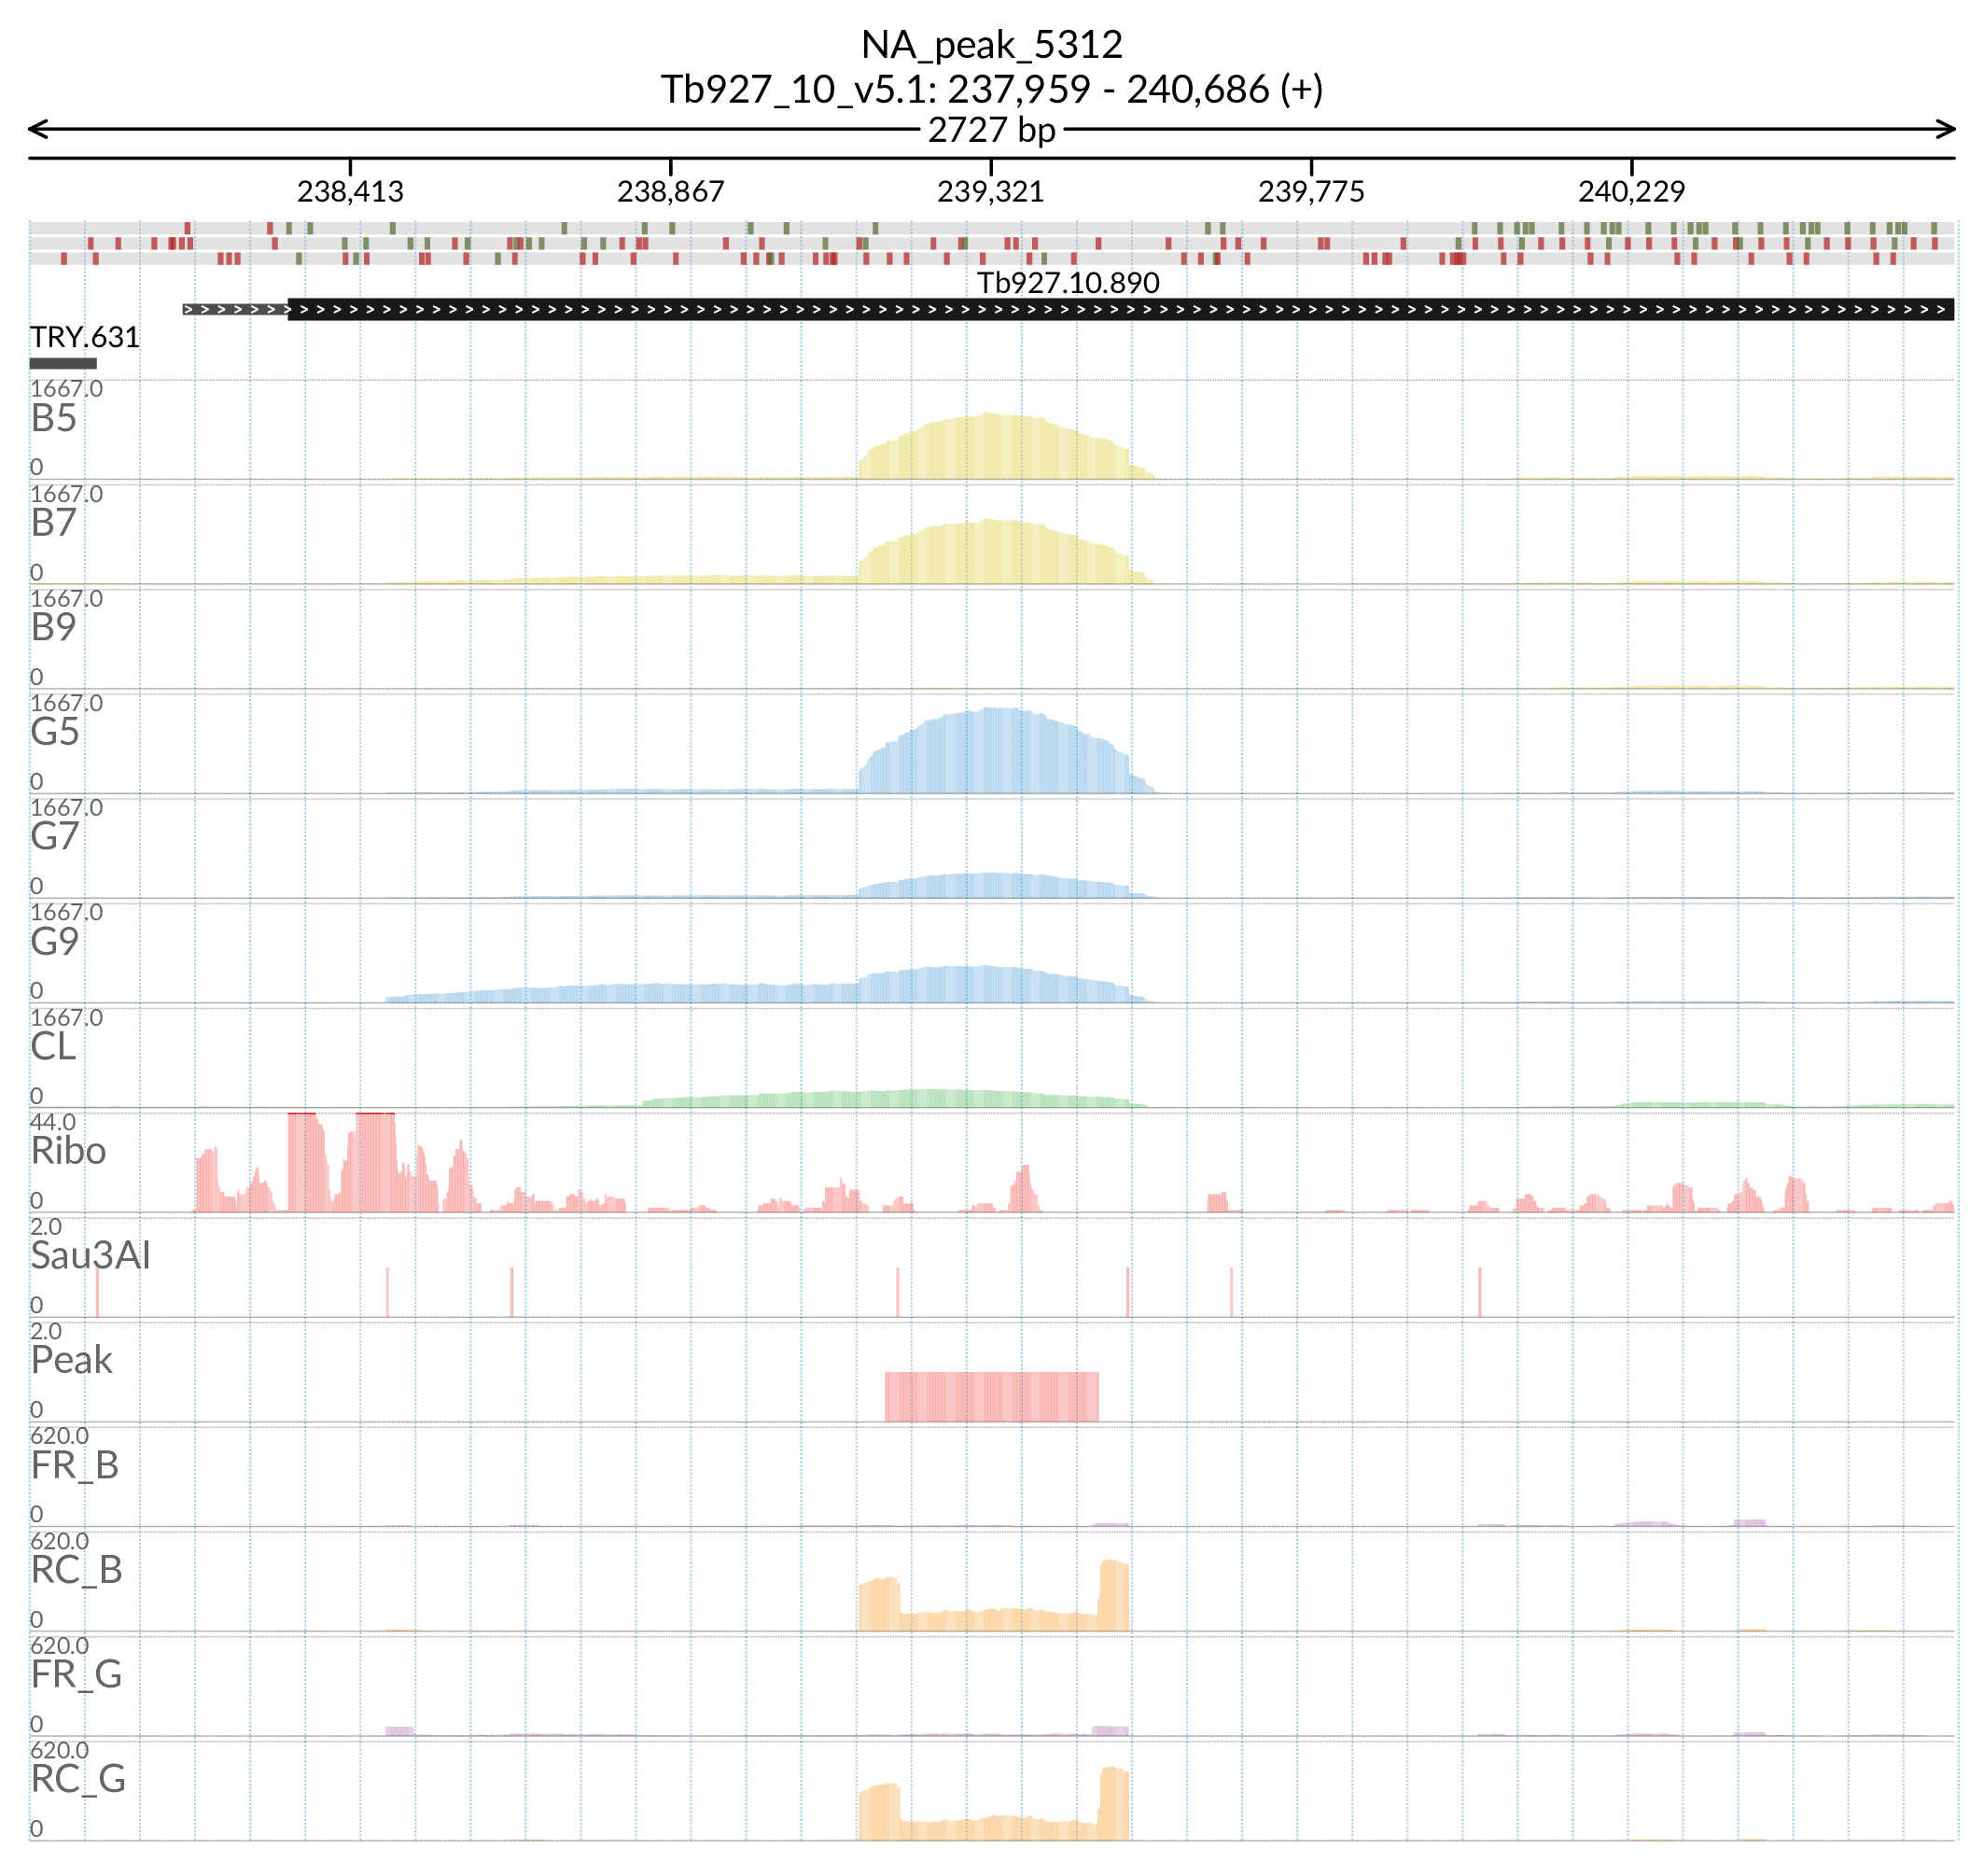 NA_peak_5312
Tb927_10_v5.1: 237,959 - 240,686 (+)
2727 bp
238,413 238,867 239,321 239,775 240,229
Tb927.10.890
TRY.631
1667.0
B5
0
1667.0
B7
0
1667.0
B9
0
1667.0
G5
0
1667.0
G7
0
1667.0
G9
0
1667.0
CL
0
44.0
Ribo
0
2.0
Sau3AI
0
2.0
Peak
0
620.0
FR_B
0
620.0
RC_B
0
620.0
FR_G
0
620.0
RC_G
0